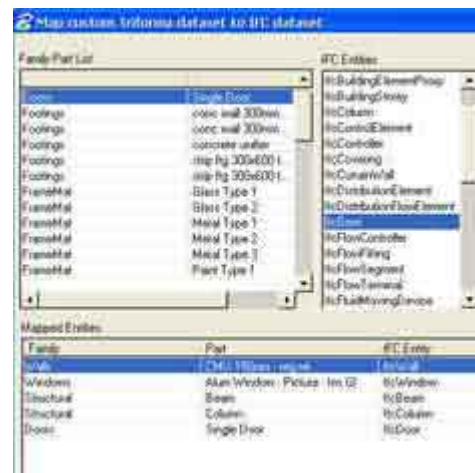 Map custom triforma dataset to IFC dataset
Family Part List
IFC Entities
Doors Single Door
Footings conc wall 300mm
Footings conc wall 300mm
Footings concrete
Footings strip ftg 300x600
Footings strip ftg 300x600
FrameMat Glass Type 1
FrameMat Glass Type 2
FrameMat Metal Type 1
FrameMat Metal Type 2
FrameMat Metal Type 3
FrameMat Paint Type 1
IfcBuildingElementProxy
IfcBuildingStorey
IfcColumn
IfcControlElement
IfcController
IfcCovering
IfcCurtainWall
IfcDistributionElement
IfcDistributionFlowElement
IfcDoor
IfcFlowController
IfcFlowFitting
IfcFlowSegment
IfcFlowTerminal
IfcFluidMovingDevice
Mapped Entities
Family Part IFC Entity
Walls CMU IfcWall
Windows Alum Window - Picture IfcWindow
Structural Beam IfcBeam
Structural Column IfcColumn
Doors Single Door IfcDoor